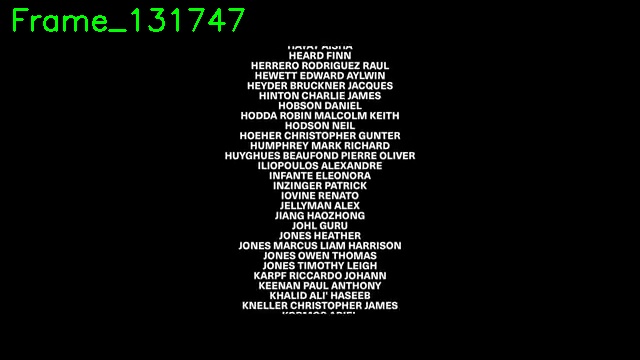 Frame_131747
HAYAT AISHA
HEARD FINN
HERRERO RODRIGUEZ RAUL
HEWETT EDWARD AYLWIN
HEYDER BRUCKNER JACQUES
HINTON CHARLIE JAMES
HOBSON DANIEL
HODDA ROBIN MALCOLM KEITH
HODSON NEIL
HOEHER CHRISTOPHER GUNTER
HUMPHREY MARK RICHARD
HUYGHUES BEAUFOND PIERRE OLIVER
ILIOPOULOS ALEXANDRE
INFANTE ELEONORA
INZINGER PATRICK
IOVINE RENATO
JELLYMAN ALEX
JIANG HAOZHONG
JOHL GURU
JONES HEATHER
JONES MARCUS LIAM HARRISON
JONES OWEN THOMAS
JONES TIMOTHY LEIGH
KARPF RICCARDO JOHANN
KEENAN PAUL ANTHONY
KHALID ALI' HASEEB
KNELLER CHRISTOPHER JAMES